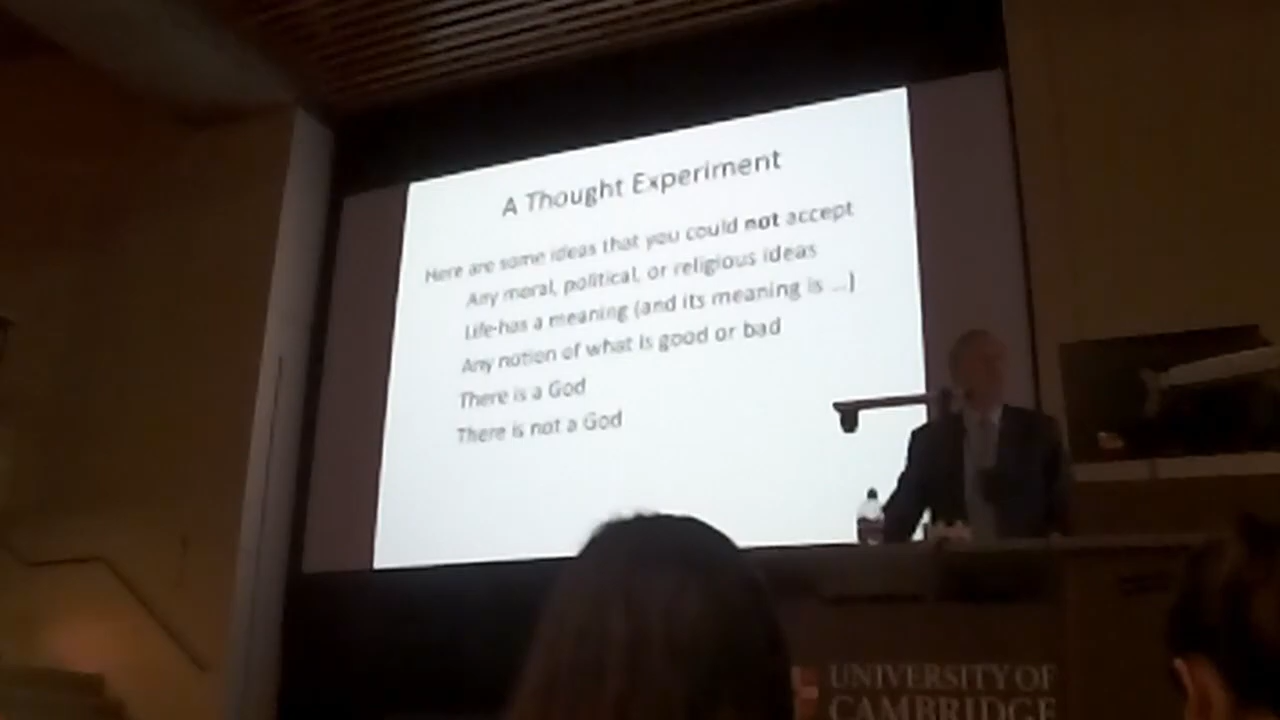 A Thought Experiment
Here are some ideas that you could not accept
Any moral, political, or religious ideas
Life has a meaning (and its meaning is ...)
Any notion of what is good or bad
There is a God
There is not a God
UNIVERSITY OF
CAMBRIDGE